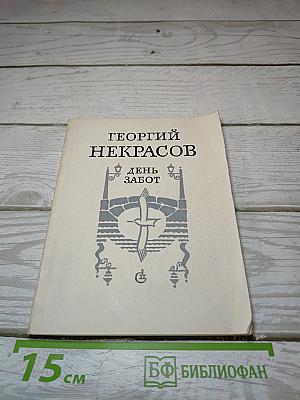 ГЕОРГИЙ
НЕКРАСОВ
ДЕНЬ
ЗАБОТ
15 см
БФ БИБЛИОФАН